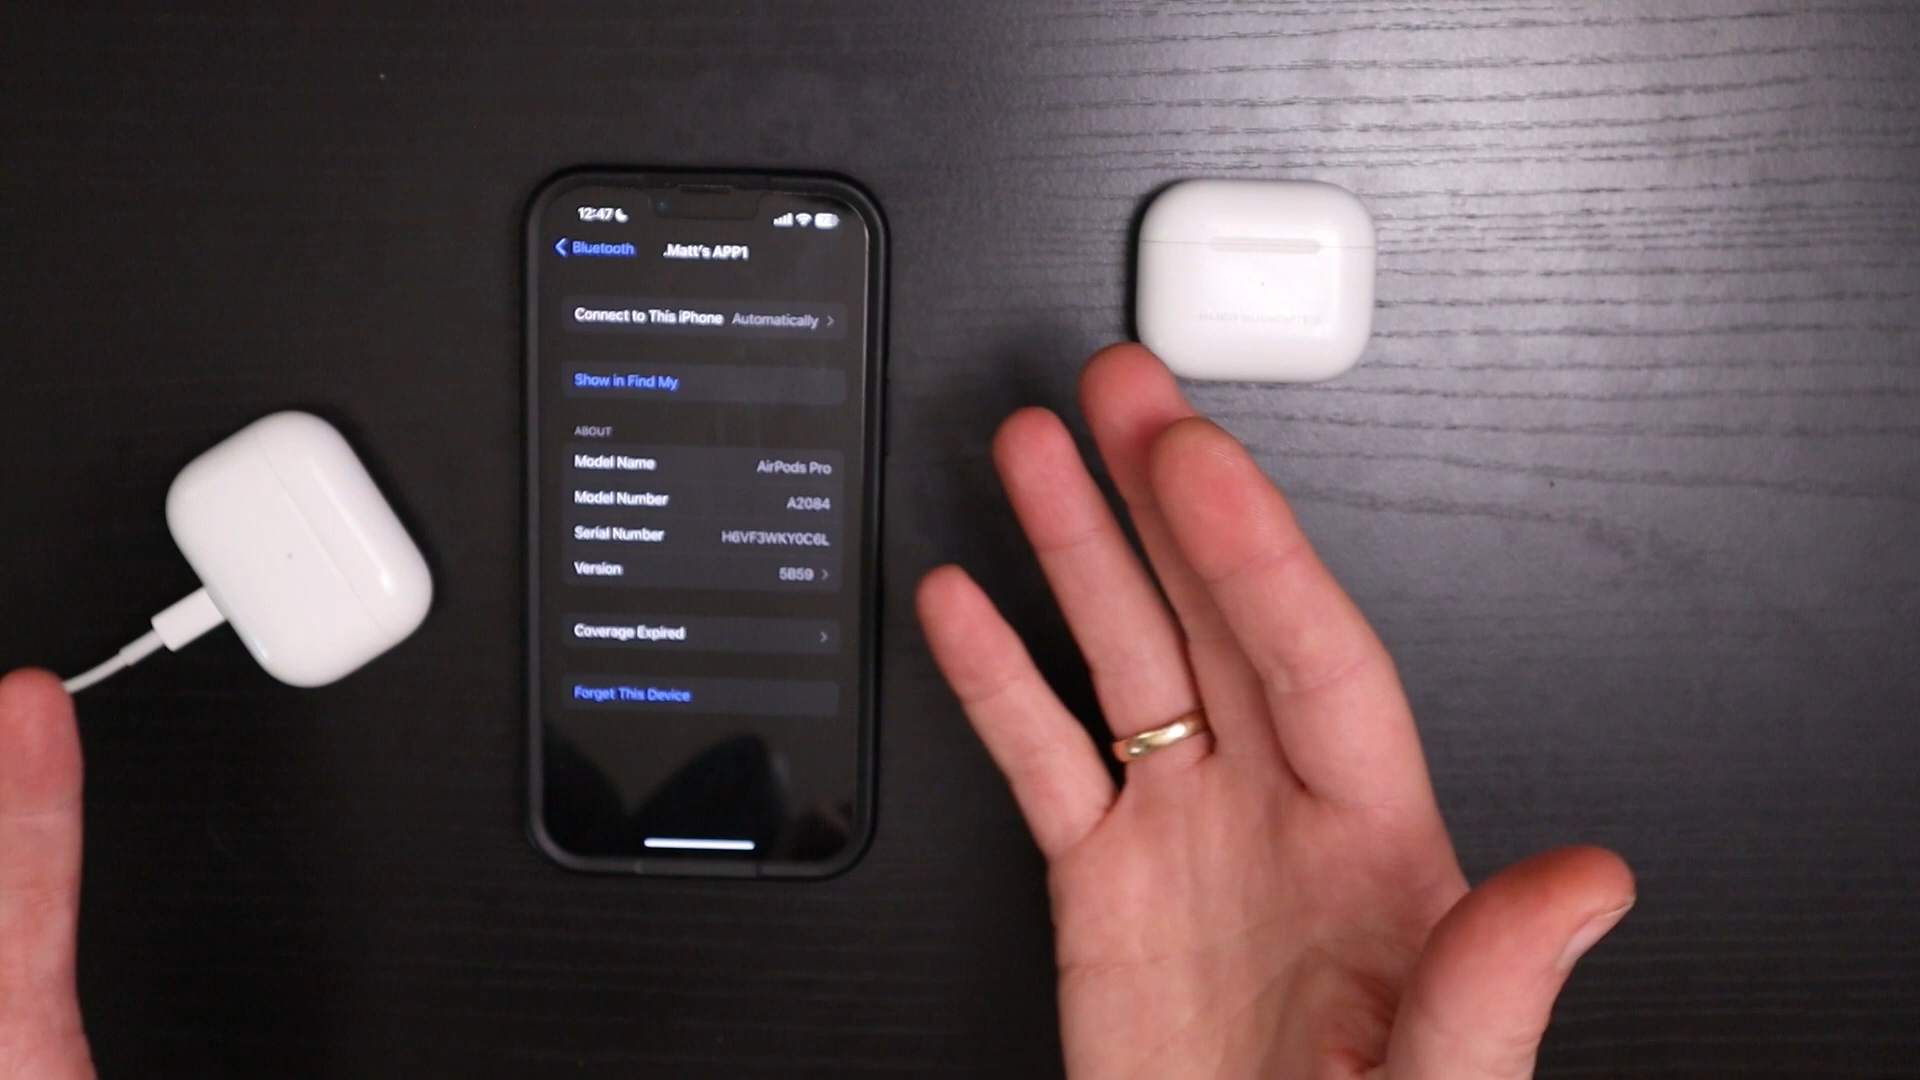 12:47
Bluetooth
.Matt's APP1
Connect to This iPhone Automatically
Show in Find My
ABOUT
Model Name AirPods Pro
Model Number A2084
Serial Number H6VF3WKY0C6L
Version 5B59
Coverage Expired
Forget This Device